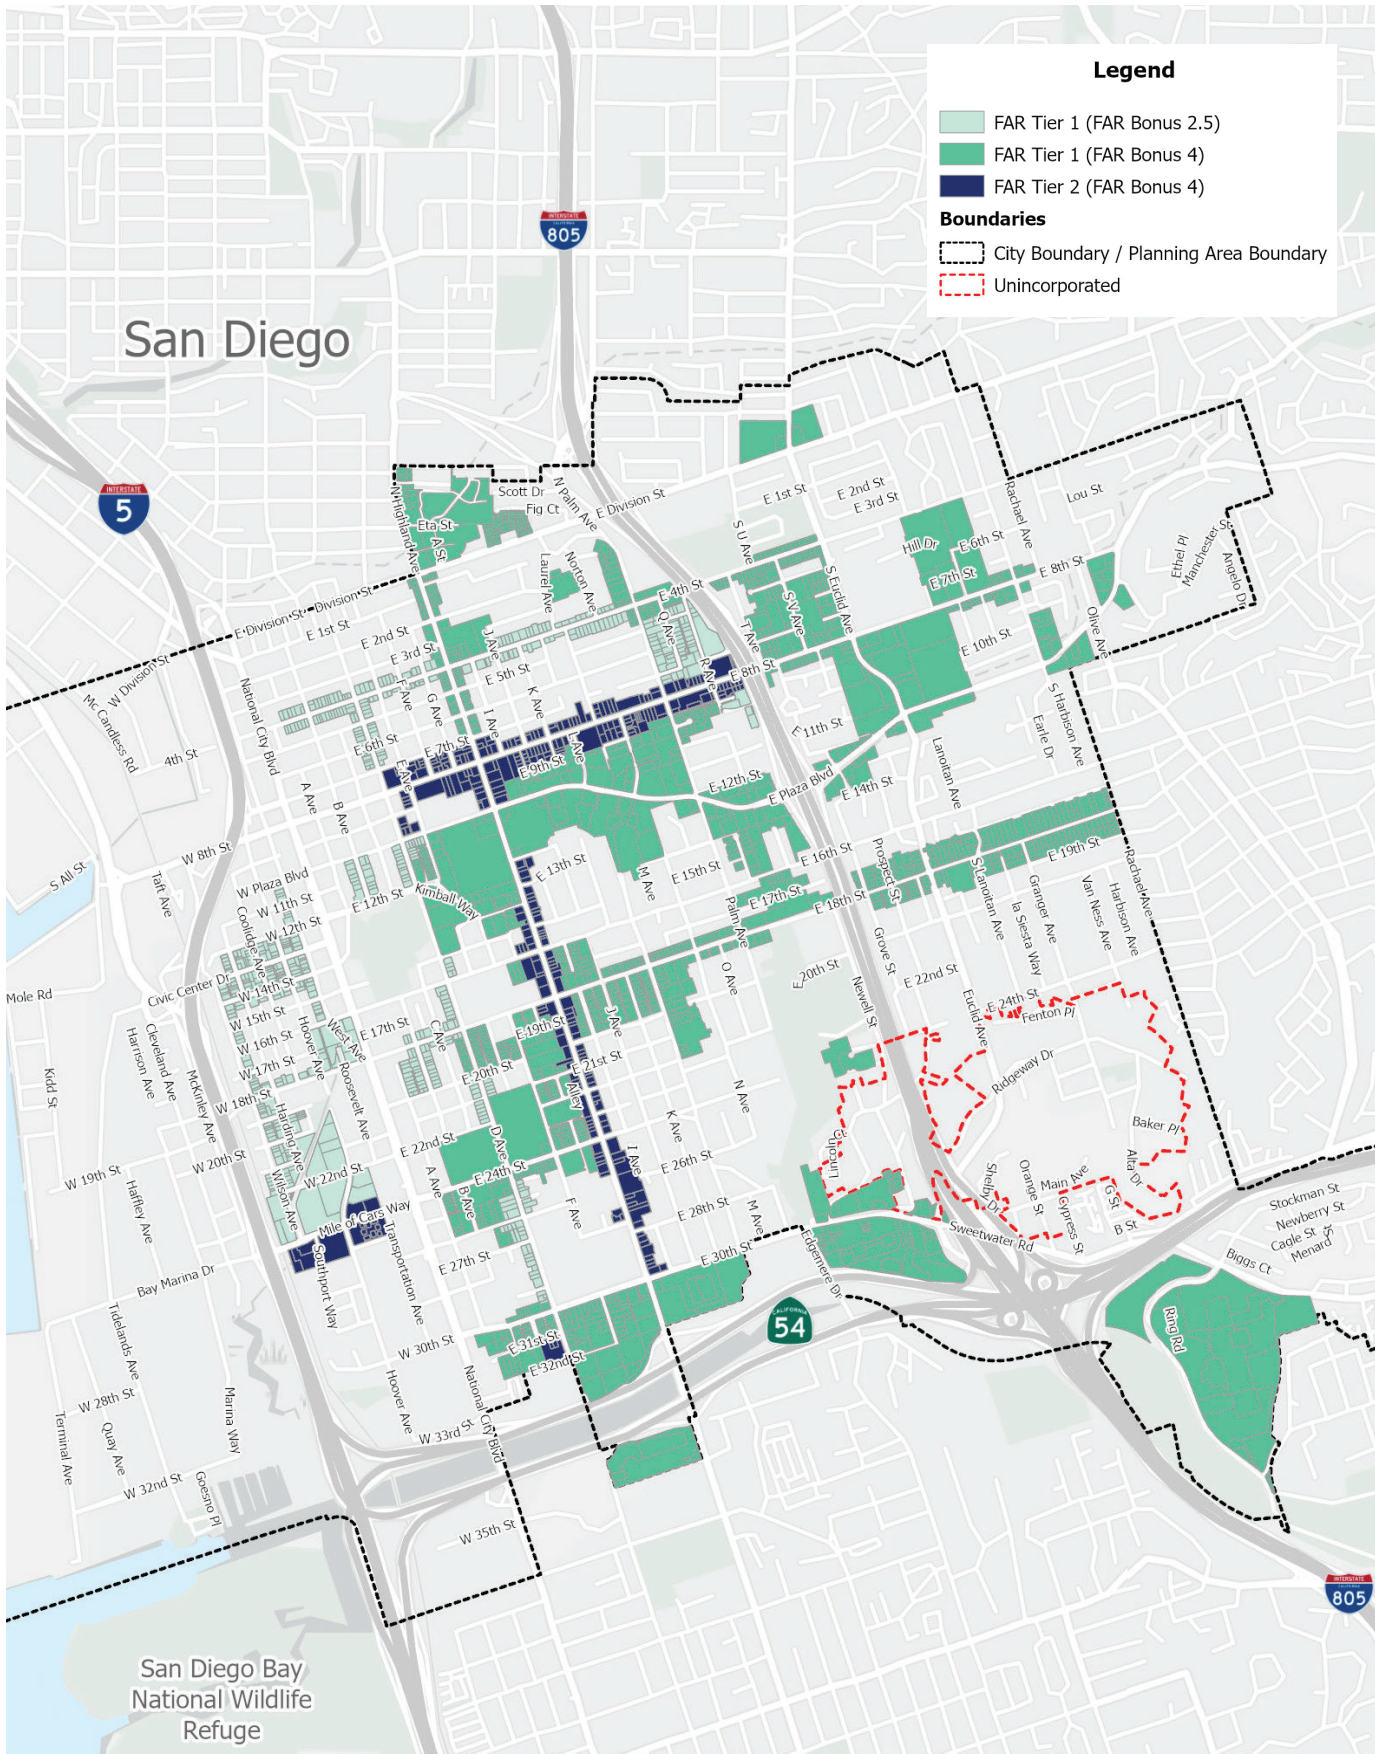 Legend
FAR Tier 1 (FAR Bonus 2.5)
FAR Tier 1 (FAR Bonus 4)
FAR Tier 2 (FAR Bonus 4)
Boundaries
City Boundary / Planning Area Boundary
Unincorporated
INTERSTATE
CALIFORNIA
805
San Diego
INTERSTATE
5
Scott Dr
Fig Ct
N Palm Ave
E Division St
N Highland Ave
Eta St
A St
E 1st St
E 2nd St
E 3rd St
Rachael Ave
Lou St
S U Ave
Hill Dr
E 6th St
E 7th St
E 8th St
Ethel Pl
Manchester St
Angelo Dr
Laurel Ave
Norton Ave
E 4th St
S V Ave
S Euclid Ave
Olive Ave
E Division St
Division St
E 1st St
E 2nd St
E 3rd St
J Ave
E 5th St
Q Ave
T Ave
R Ave
E 8th St
E 10th St
W Division St
Mc Candless Rd
4th St
National City Blvd
F Ave
G Ave
I Ave
K Ave
E 6th St
E 7th St
E Ave
E 9th St
L Ave
E 11th St
S Harbison Ave
Earle Dr
Lanoitan Ave
E 12th St
E Plaza Blvd
E 14th St
A Ave
B Ave
W 8th St
S All St
Taft Ave
W Plaza Blvd
W 11th St
W 12th St
Coolidge Ave
E 12th St
Kimball Way
E 13th St
M Ave
E 15th St
E 16th St
E 17th St
E 18th St
Palm Ave
Prospect St
S Lanoitan Ave
E 19th St
Granger Ave
la Siesta Way
Van Ness Ave
Harbison Ave
Rachael Ave
Mole Rd
Civic Center Dr
W 14th St
W 15th St
W 16th St
W 17th St
W 18th St
Hoover Ave
West Ave
E 17th St
C Ave
E 19th St
J Ave
O Ave
E 20th St
Grove St
E 22nd St
Newell St
Euclid Ave
E 24th St
Fenton Pl
Kidd St
Harrison Ave
Cleveland Ave
McKinley Ave
Roosevelt Ave
E 20th St
E 21st St
Alley
N Ave
Ridgeway Dr
Harding Ave
W 19th St
W 20th St
W 22nd St
E 22nd St
D Ave
K Ave
Lincoln Ct
Baker Pl
Alta Dr
Haffley Ave
Wilson Ave
Mile of Cars Way
A Ave
B Ave
E 24th St
F Ave
I Ave
E 26th St
E 28th St
M Ave
Shelby Dr
Orange St
Main Ave
Cypress St
G St
B St
Sweetwater Rd
Stockman St
Newberry St
Cagle St
Menard St
Biggs Ct
Bay Marina Dr
Southport Way
Transportation Ave
E 27th St
E 30th St
Edgemere Dr
CALIFORNIA
54
Ring Rd
Tidelands Ave
W 30th St
E 31st St
E 32nd St
W 28th St
Terminal Ave
Quay Ave
Marina Way
Hoover Ave
National City Blvd
W 33rd St
W 32nd St
Goesno Pl
W 35th St
INTERSTATE
CALIFORNIA
805
San Diego Bay
National Wildlife
Refuge